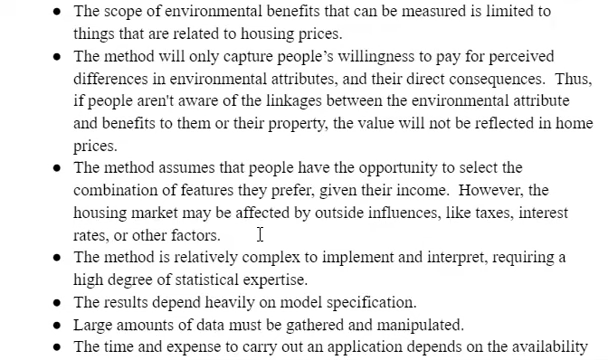 ● The scope of environmental benefits that can be measured is limited to
things that are related to housing prices.
● The method will only capture people’s willingness to pay for perceived
differences in environmental attributes, and their direct consequences. Thus,
if people aren't aware of the linkages between the environmental attribute
and benefits to them or their property, the value will not be reflected in home
prices.
● The method assumes that people have the opportunity to select the
combination of features they prefer, given their income. However, the
housing market may be affected by outside influences, like taxes, interest
rates, or other factors.
● The method is relatively complex to implement and interpret, requiring a
high degree of statistical expertise.
● The results depend heavily on model specification.
● Large amounts of data must be gathered and manipulated.
● The time and expense to carry out an application depends on the availability